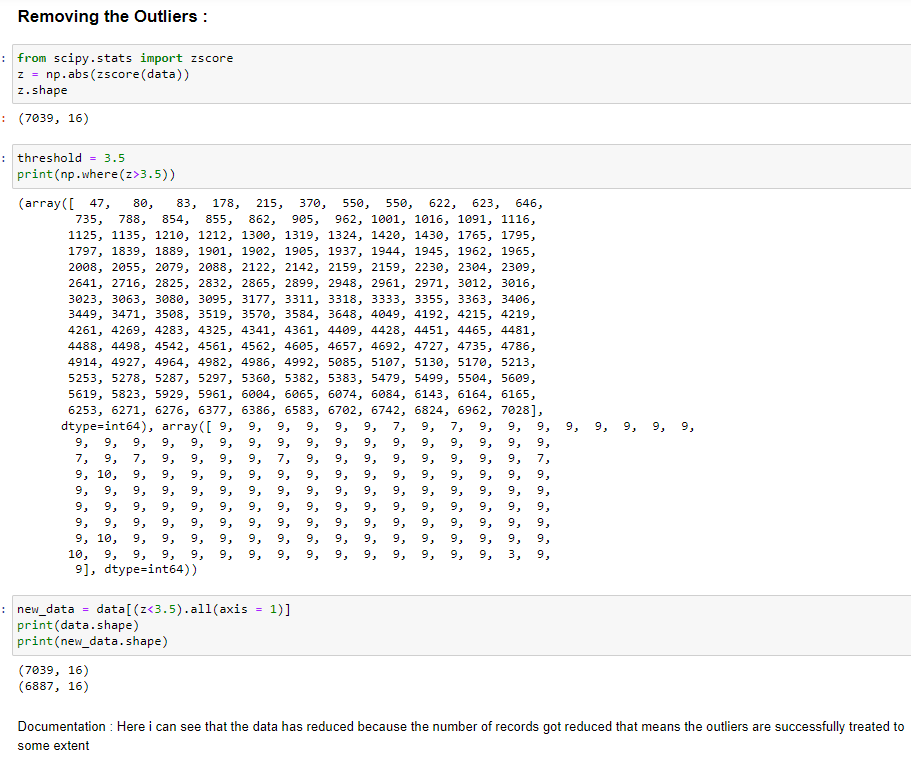 Removing the Outliers :
: from scipy.stats import zscore
z = np.abs(zscore(data))
z.shape
: (7039, 16)
: threshold = 3.5
print(np.where(z>3.5))
(array([  47,   80,   83,  178,  215,  370,  550,  550,  622,  623,  646,
735,  788,  854,  855,  862,  905,  962, 1001, 1016, 1091, 1116,
1125, 1135, 1210, 1212, 1300, 1319, 1324, 1420, 1430, 1765, 1795,
1797, 1839, 1889, 1901, 1902, 1905, 1937, 1944, 1945, 1962, 1965,
2008, 2055, 2079, 2088, 2122, 2142, 2159, 2159, 2230, 2304, 2309,
2641, 2716, 2825, 2832, 2865, 2899, 2948, 2961, 2971, 3012, 3016,
3023, 3063, 3080, 3095, 3177, 3311, 3318, 3333, 3355, 3363, 3406,
3449, 3471, 3508, 3519, 3570, 3584, 3648, 4049, 4192, 4215, 4219,
4261, 4269, 4283, 4325, 4341, 4361, 4409, 4428, 4451, 4465, 4481,
4488, 4498, 4542, 4561, 4562, 4605, 4657, 4692, 4727, 4735, 4786,
4914, 4927, 4964, 4982, 4986, 4992, 5085, 5107, 5130, 5170, 5213,
5253, 5278, 5287, 5297, 5360, 5382, 5383, 5479, 5499, 5504, 5609,
5619, 5823, 5929, 5961, 6004, 6065, 6074, 6084, 6143, 6164, 6165,
6253, 6271, 6276, 6377, 6386, 6583, 6702, 6742, 6824, 6962, 7028],
dtype=int64), array([ 9,  9,  9,  9,  9,  9,  7,  9,  7,  9,  9,  9,  9,  9,  9,  9,  9,
9,  9,  9,  9,  9,  9,  9,  9,  9,  9,  9,  9,  9,  9,  9,  9,  9,
7,  9,  7,  9,  9,  9,  9,  7,  9,  9,  9,  9,  9,  9,  9,  9,  7,
9, 10,  9,  9,  9,  9,  9,  9,  9,  9,  9,  9,  9,  9,  9,  9,  9,
9,  9,  9,  9,  9,  9,  9,  9,  9,  9,  9,  9,  9,  9,  9,  9,  9,
9,  9,  9,  9,  9,  9,  9,  9,  9,  9,  9,  9,  9,  9,  9,  9,  9,
9,  9,  9,  9,  9,  9,  9,  9,  9,  9,  9,  9,  9,  9,  9,  9,  9,
9, 10,  9,  9,  9,  9,  9,  9,  9,  9,  9,  9,  9,  9,  9,  9,  9,
10,  9,  9,  9,  9,  9,  9,  9,  9,  9,  9,  9,  9,  9,  9,  3,  9,
9], dtype=int64))
: new_data = data[(z<3.5).all(axis = 1)]
print(data.shape)
print(new_data.shape)
(7039, 16)
(6887, 16)
Documentation : Here i can see that the data has reduced because the number of records got reduced that means the outliers are successfully treated to
some extent